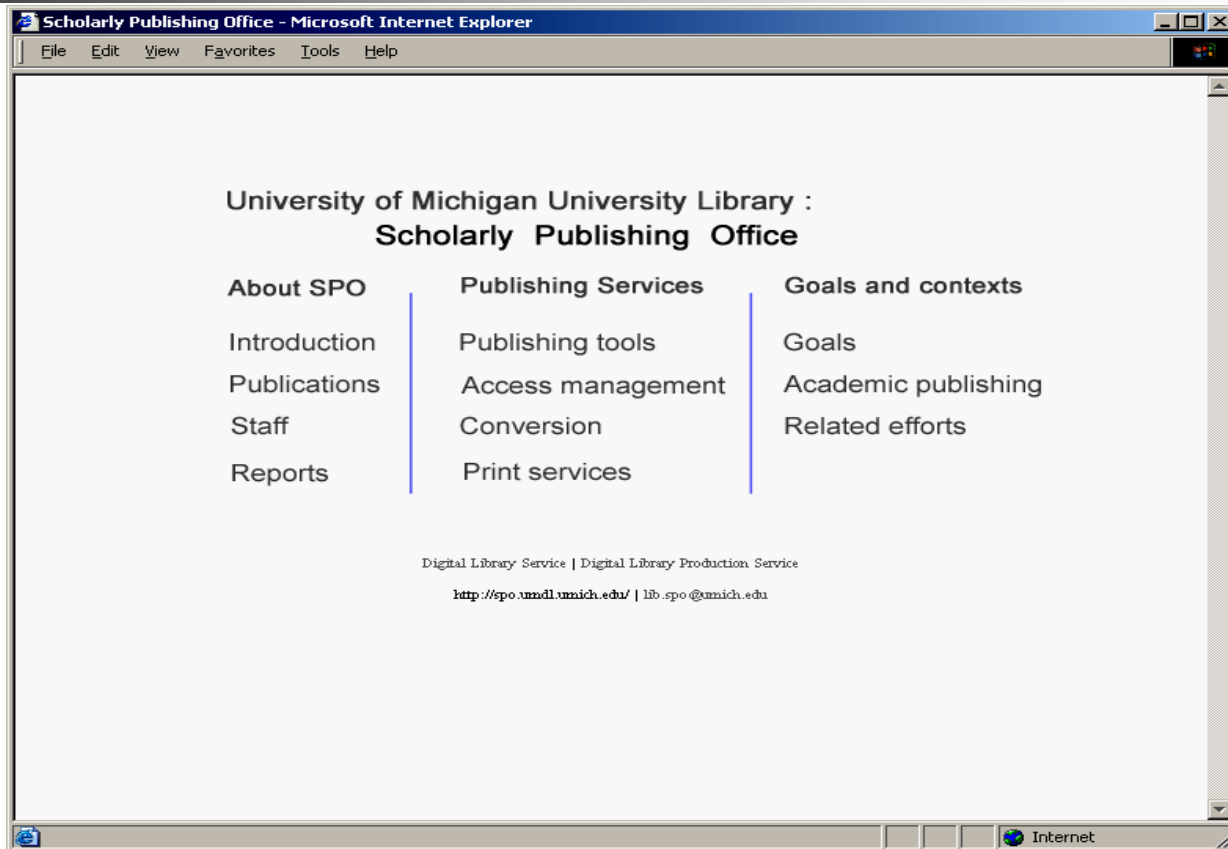 Scholarly Publishing Office - Microsoft Internet Explorer
File Edit View Favorites Tools Help
University of Michigan University Library :
Scholarly Publishing Office
About SPO
Introduction
Publications
Staff
Reports
Publishing Services
Publishing tools
Access management
Conversion
Print services
Goals and contexts
Goals
Academic publishing
Related efforts
Digital Library Service | Digital Library Production Service
http://spo.umdl.umich.edu/ | lib.spo@umich.edu
Internet